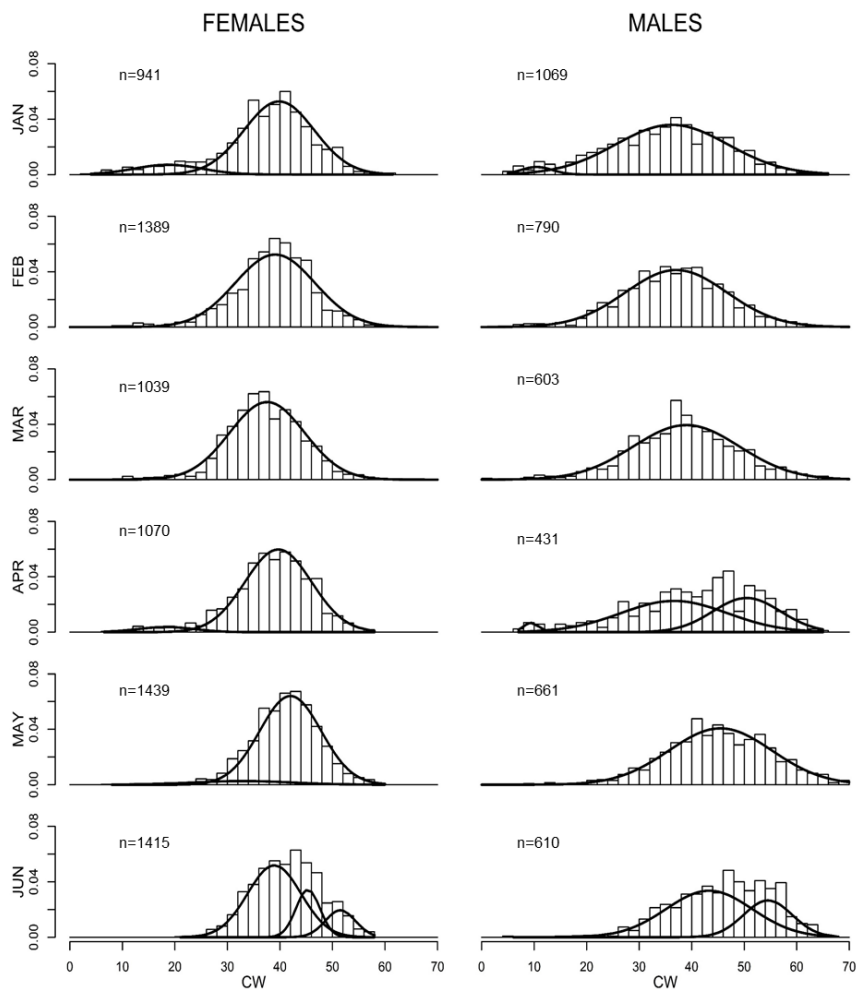 FEMALES MALES
JAN 0.00 0.04 0.08 n=941 n=1069
FEB 0.00 0.04 0.08 n=1389 n=790
MAR 0.00 0.04 0.08 n=1039 n=603
APR 0.00 0.04 0.08 n=1070 n=431
MAY 0.00 0.04 0.08 n=1439 n=661
JUN 0.00 0.04 0.08 n=1415 n=610
0 10 20 30 40 50 60 70 0 10 20 30 40 50 60 70
CW CW